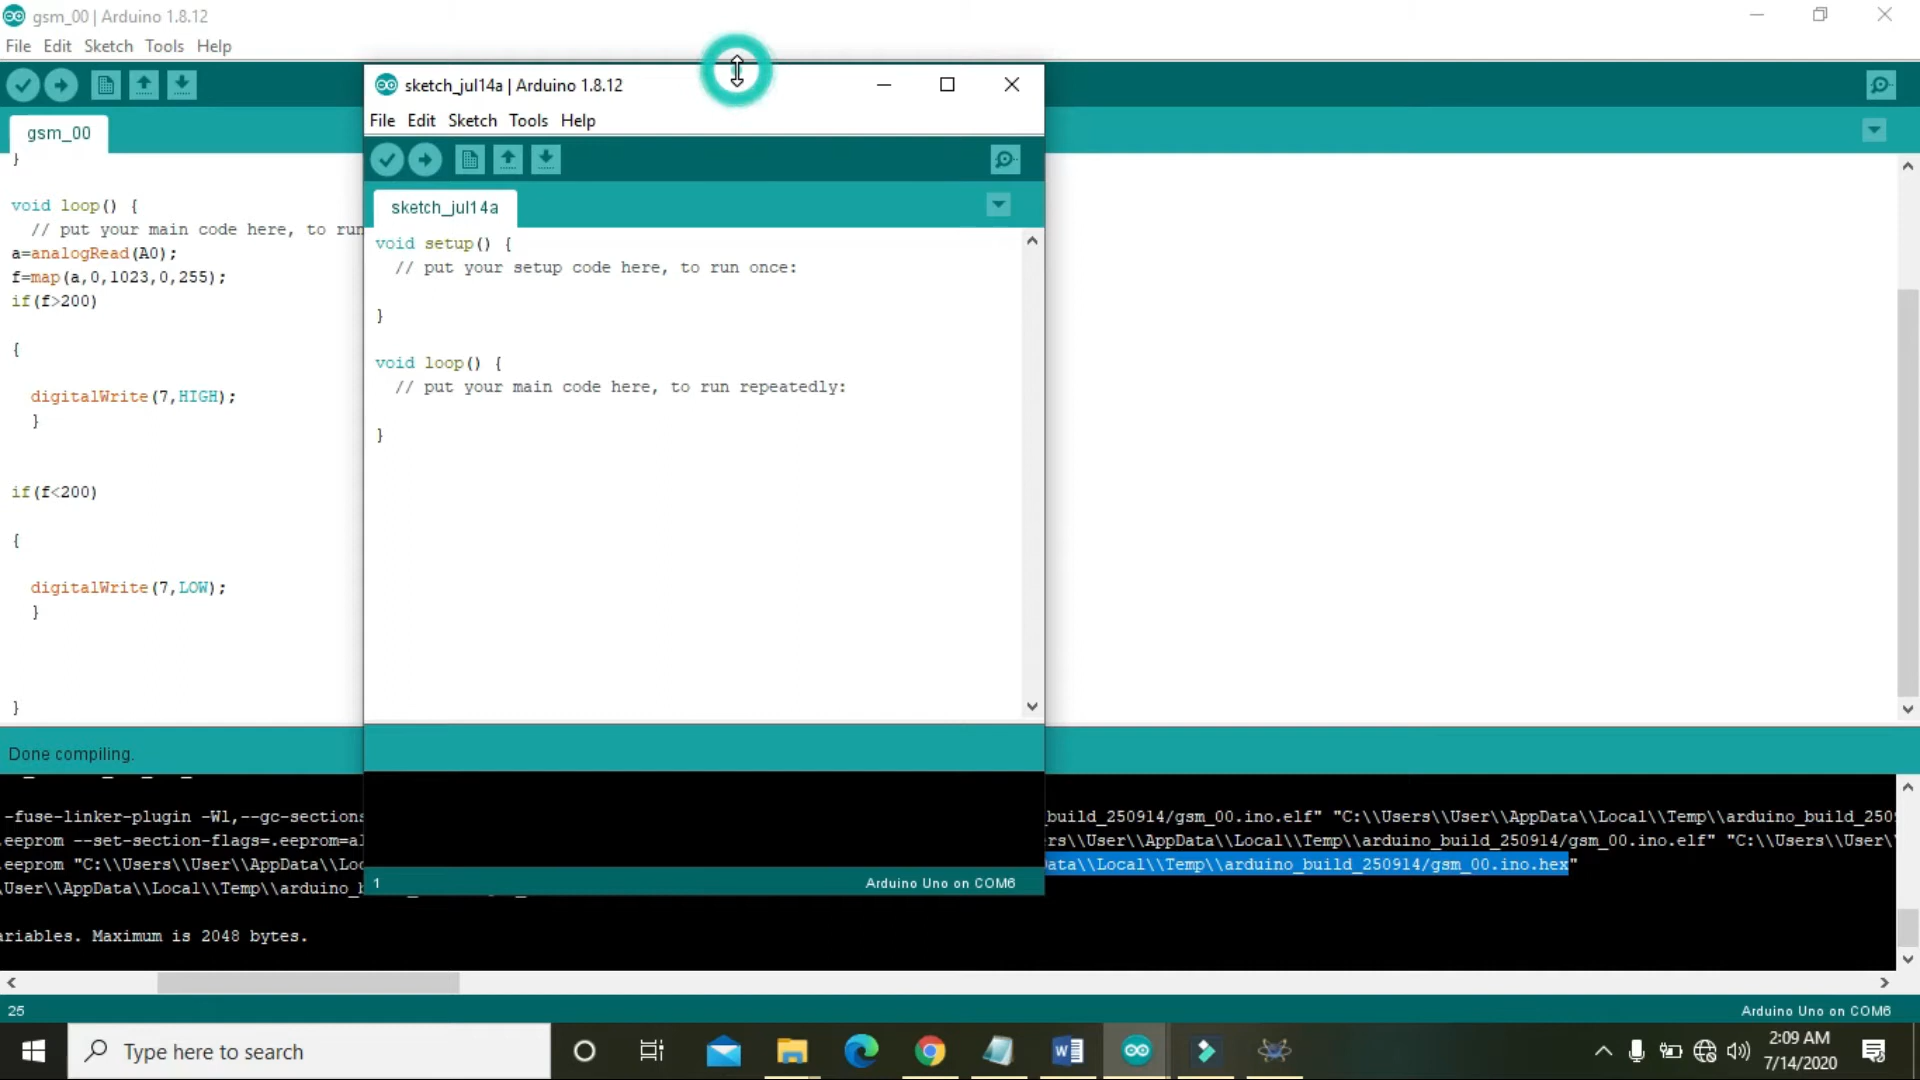 gsm_00 | Arduino 1.8.12
File Edit Sketch Tools Help
gsm_00
}
void loop() {
// put your main code here, to run
a=analogRead(A0);
f=map(a,0,1023,0,255);
if(f>200)
{
digitalWrite(7,HIGH);
}
if(f<200)
{
digitalWrite(7,LOW);
}
}
sketch_jul14a | Arduino 1.8.12
File Edit Sketch Tools Help
sketch_jul14a
void setup() {
// put your setup code here, to run once:
}
void loop() {
// put your main code here, to run repeatedly:
}
1 Arduino Uno on COM6
Done compiling.
-fuse-linker-plugin -Wl,--gc-sections build_250914/gsm_00.ino.elf" "C:\\Users\\User\\AppData\\Local\\Temp\\arduino_build_250
.eeprom --set-section-flags=.eeprom=al rs\\User\\AppData\\Local\\Temp\\arduino_build_250914/gsm_00.ino.elf" "C:\\Users\\User\
.eeprom "C:\\Users\\User\\AppData\\Loc ata\\Local\\Temp\\arduino_build_250914/gsm_00.ino.hex"
User\\AppData\\Local\\Temp\\arduino_b
ariables. Maximum is 2048 bytes.
25 Arduino Uno on COM6
Type here to search
2:09 AM
7/14/2020